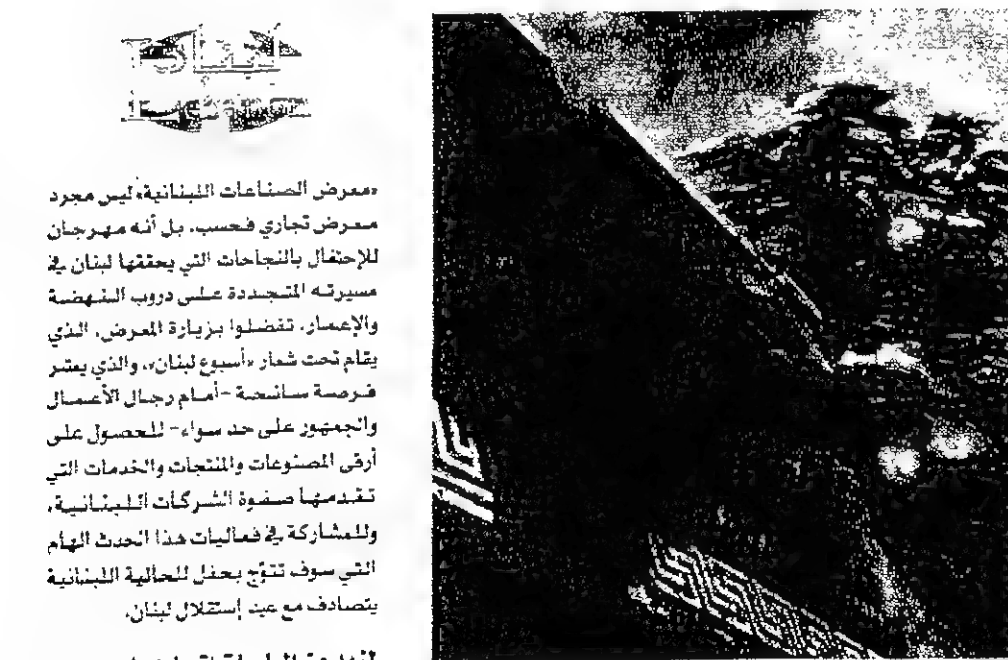 «معرض الصناعات اللبنانية» ليس مجرد
معرض تجاري فحسب، بل أنه مهرجان
للإحتفال بالنجاحات التي يحققها لبنان في
مسيرته المتجددة على دروب النهضة
والإعمار. تفضلوا بزيارة المعرض، الذي
يقام تحت شعار «أسبوع لبنان»، والذي يعتبر
فرصة سانحة -أمام رجال الأعمال
والجمهور على حد سواء- للحصول على
أرقى المصنوعات والمنتجات والخدمات التي
تقدمها صفوة الشركات اللبنانية،
وللمشاركة في فعاليات هذا الحدث الهام
التي سوف تتوّج بحفل للجالية اللبنانية
يتصادف مع عيد إستقلال لبنان.